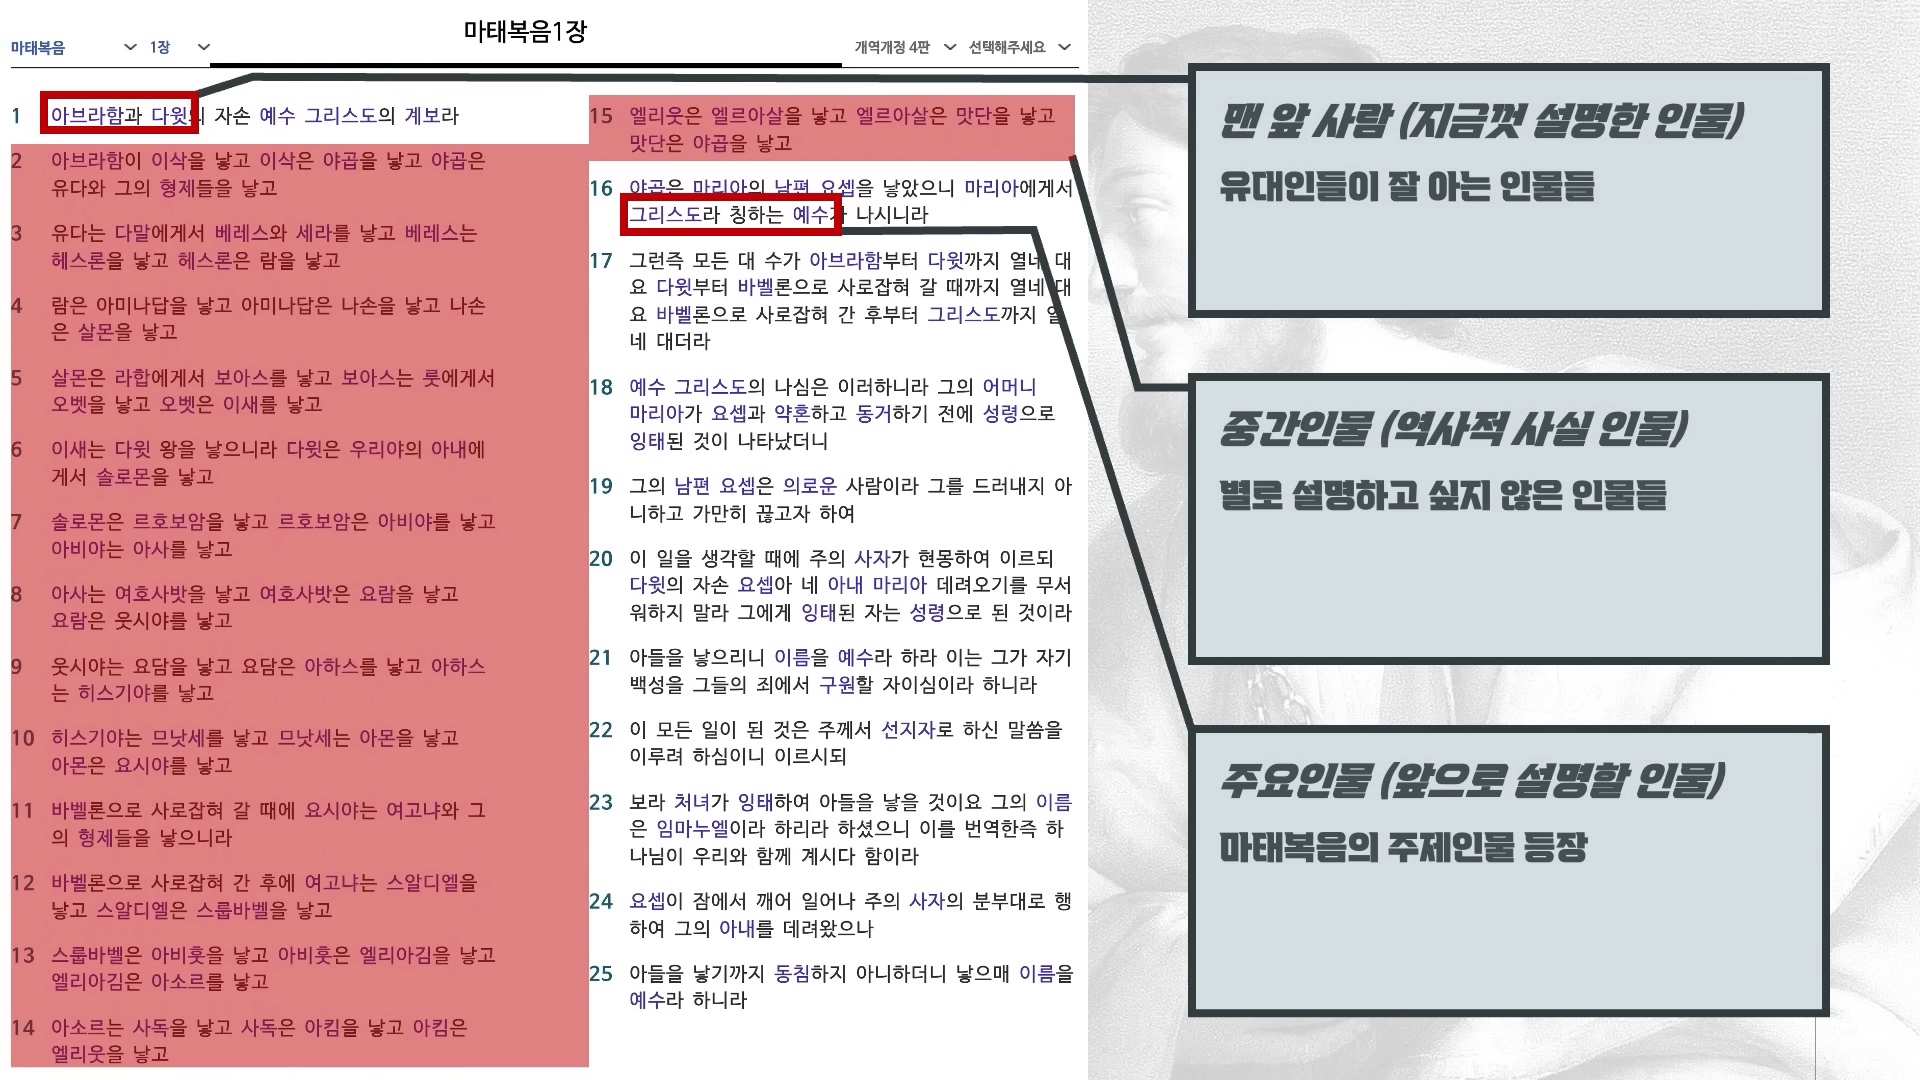 마태복음1장
마태복음 1장 개역개정 4판 선택해주세요
1 아브라함과 다윗의 자손 예수 그리스도의 계보라
2 아브라함이 이삭을 낳고 이삭은 야곱을 낳고 야곱은
유다와 그의 형제들을 낳고
3 유다는 다말에게서 베레스와 세라를 낳고 베레스는
헤스론을 낳고 헤스론은 람을 낳고
4 람은 아미나답을 낳고 아미나답은 나손을 낳고 나손
은 살몬을 낳고
5 살몬은 라합에게서 보아스를 낳고 보아스는 룻에게서
오벳을 낳고 오벳은 이새를 낳고
6 이새는 다윗 왕을 낳으니라 다윗은 우리야의 아내에
게서 솔로몬을 낳고
7 솔로몬은 르호보암을 낳고 르호보암은 아비야를 낳고
아비야는 아사를 낳고
8 아사는 여호사밧을 낳고 여호사밧은 요람을 낳고
요람은 웃시야를 낳고
9 웃시야는 요담을 낳고 요담은 아하스를 낳고 아하스
는 히스기야를 낳고
10 히스기야는 므낫세를 낳고 므낫세는 아몬을 낳고
아몬은 요시야를 낳고
11 바벨론으로 사로잡혀 갈 때에 요시야는 여고냐와 그
의 형제들을 낳으니라
12 바벨론으로 사로잡혀 간 후에 여고냐는 스알디엘을
낳고 스알디엘은 스룹바벨을 낳고
13 스룹바벨은 아비훗을 낳고 아비훗은 엘리아김을 낳고
엘리아김은 아소르를 낳고
14 아소르는 사독을 낳고 사독은 아킴을 낳고 아킴은
엘리웃을 낳고
15 엘리웃은 엘르아살을 낳고 엘르아살은 맛단을 낳고
맛단은 야곱을 낳고
16 야곱은 마리아의 남편 요셉을 낳았으니 마리아에게서
그리스도라 칭하는 예수가 나시니라
17 그런즉 모든 대 수가 아브라함부터 다윗까지 열네 대
요 다윗부터 바벨론으로 사로잡혀 갈 때까지 열네 대
요 바벨론으로 사로잡혀 간 후부터 그리스도까지 열
네 대더라
18 예수 그리스도의 나심은 이러하니라 그의 어머니
마리아가 요셉과 약혼하고 동거하기 전에 성령으로
잉태된 것이 나타났더니
19 그의 남편 요셉은 의로운 사람이라 그를 드러내지 아
니하고 가만히 끊고자 하여
20 이 일을 생각할 때에 주의 사자가 현몽하여 이르되
다윗의 자손 요셉아 네 아내 마리아 데려오기를 무서
워하지 말라 그에게 잉태된 자는 성령으로 된 것이라
21 아들을 낳으리니 이름을 예수라 하라 이는 그가 자기
백성을 그들의 죄에서 구원할 자이심이라 하니라
22 이 모든 일이 된 것은 주께서 선지자로 하신 말씀을
이루려 하심이니 이르시되
23 보라 처녀가 잉태하여 아들을 낳을 것이요 그의 이름
은 임마누엘이라 하리라 하셨으니 이를 번역한즉 하
나님이 우리와 함께 계시다 함이라
24 요셉이 잠에서 깨어 일어나 주의 사자의 분부대로 행
하여 그의 아내를 데려왔으나
25 아들을 낳기까지 동침하지 아니하더니 낳으매 이름을
예수라 하니라
맨 앞 사람 (지금껏 설명한 인물)
유대인들이 잘 아는 인물들
중간인물 (역사적 사실 인물)
별로 설명하고 싶지 않은 인물들
주요인물 (앞으로 설명할 인물)
마태복음의 주제인물 등장